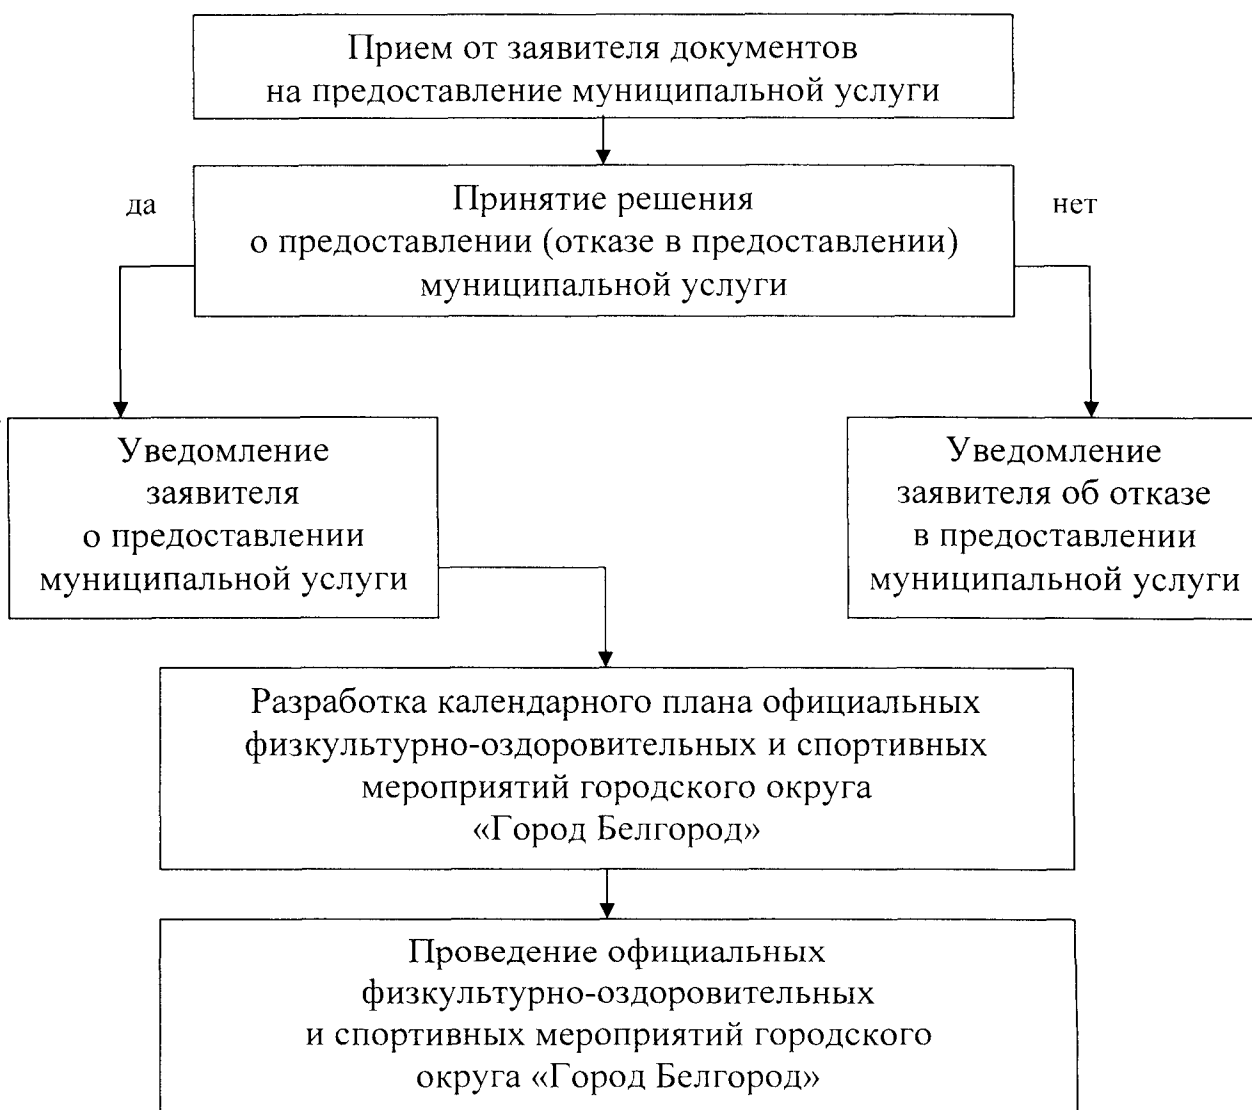 Прием от заявителя документов
на предоставление муниципальной услуги
да
Принятие решения
о предоставлении (отказе в предоставлении)
муниципальной услуги
нет
Уведомление
заявителя
о предоставлении
муниципальной услуги
Уведомление
заявителя об отказе
в предоставлении
муниципальной услуги
Разработка календарного плана официальных
физкультурно-оздоровительных и спортивных
мероприятий городского округа
«Город Белгород»
Проведение официальных
физкультурно-оздоровительных
и спортивных мероприятий городского
округа «Город Белгород»